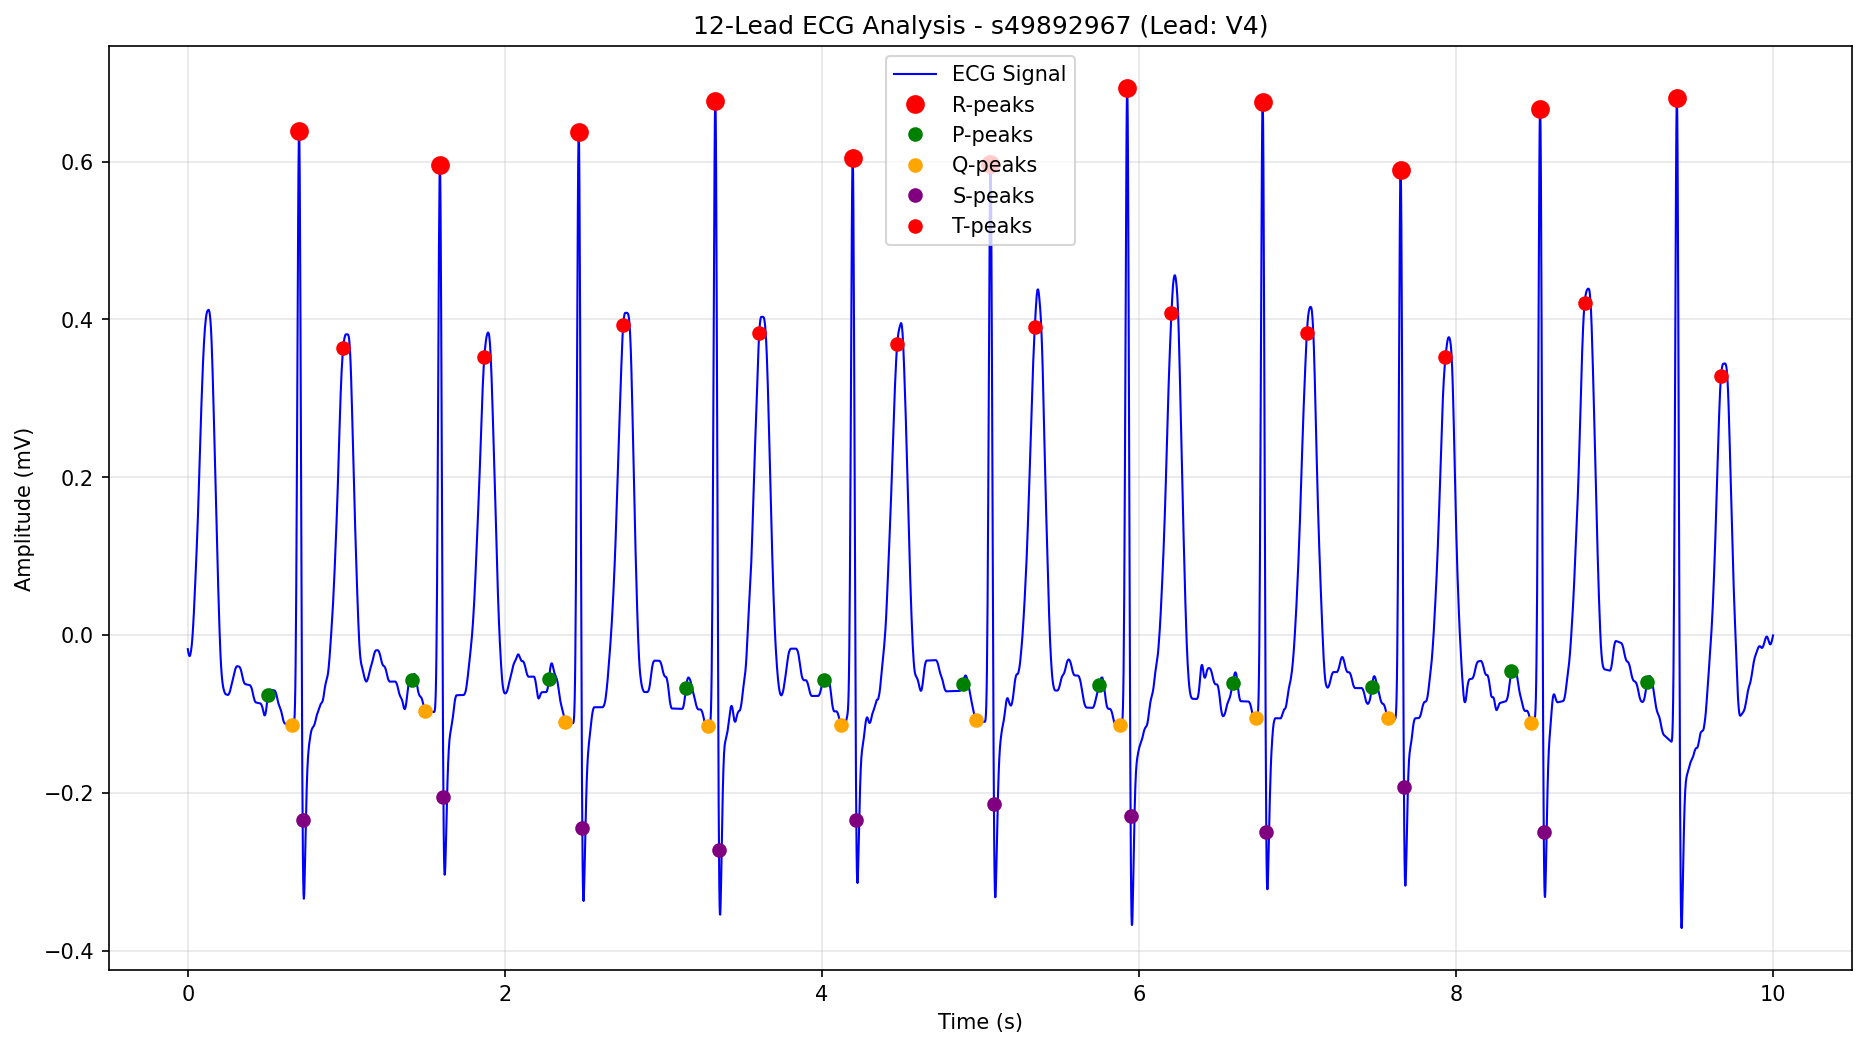 12-Lead ECG Analysis - s49892967 (Lead: V4)
ECG Signal
R-peaks
P-peaks
Q-peaks
S-peaks
T-peaks
Amplitude (mV)
0.6
0.4
0.2
0.0
−0.2
−0.4
0 2 4 6 8 10
Time (s)